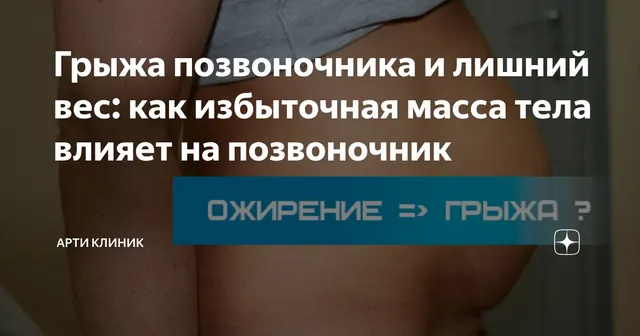 Грыжа позвоночника и лишний
вес: как избыточная масса тела
влияет на позвоночник
ОЖИРЕНИЕ => ГРЫЖА ?
АРТИ КЛИНИК